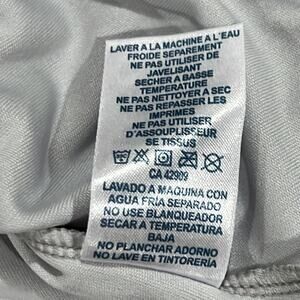 LAVER A LA MACHINE A L'EAU
FROIDE SEPAREMENT
NE PAS UTILISER DE
JAVELISANT
SECHER A BASSE
TEMPERATURE
NE PAS NETTOYER A SEC
NE PAS REPASSER LES
IMPRIMES
NE PAS UTILISER
D'ASSOUPLISSEUR
SE TISSUS
CA 42909
LAVADO A MAQUINA CON
AGUA FRÍA SEPARADO
NO USE BLANQUEADOR
SECAR A TEMPERATURA
BAJA
NO PLANCHAR ADORNO
NO LAVE EN TINTORERÍA